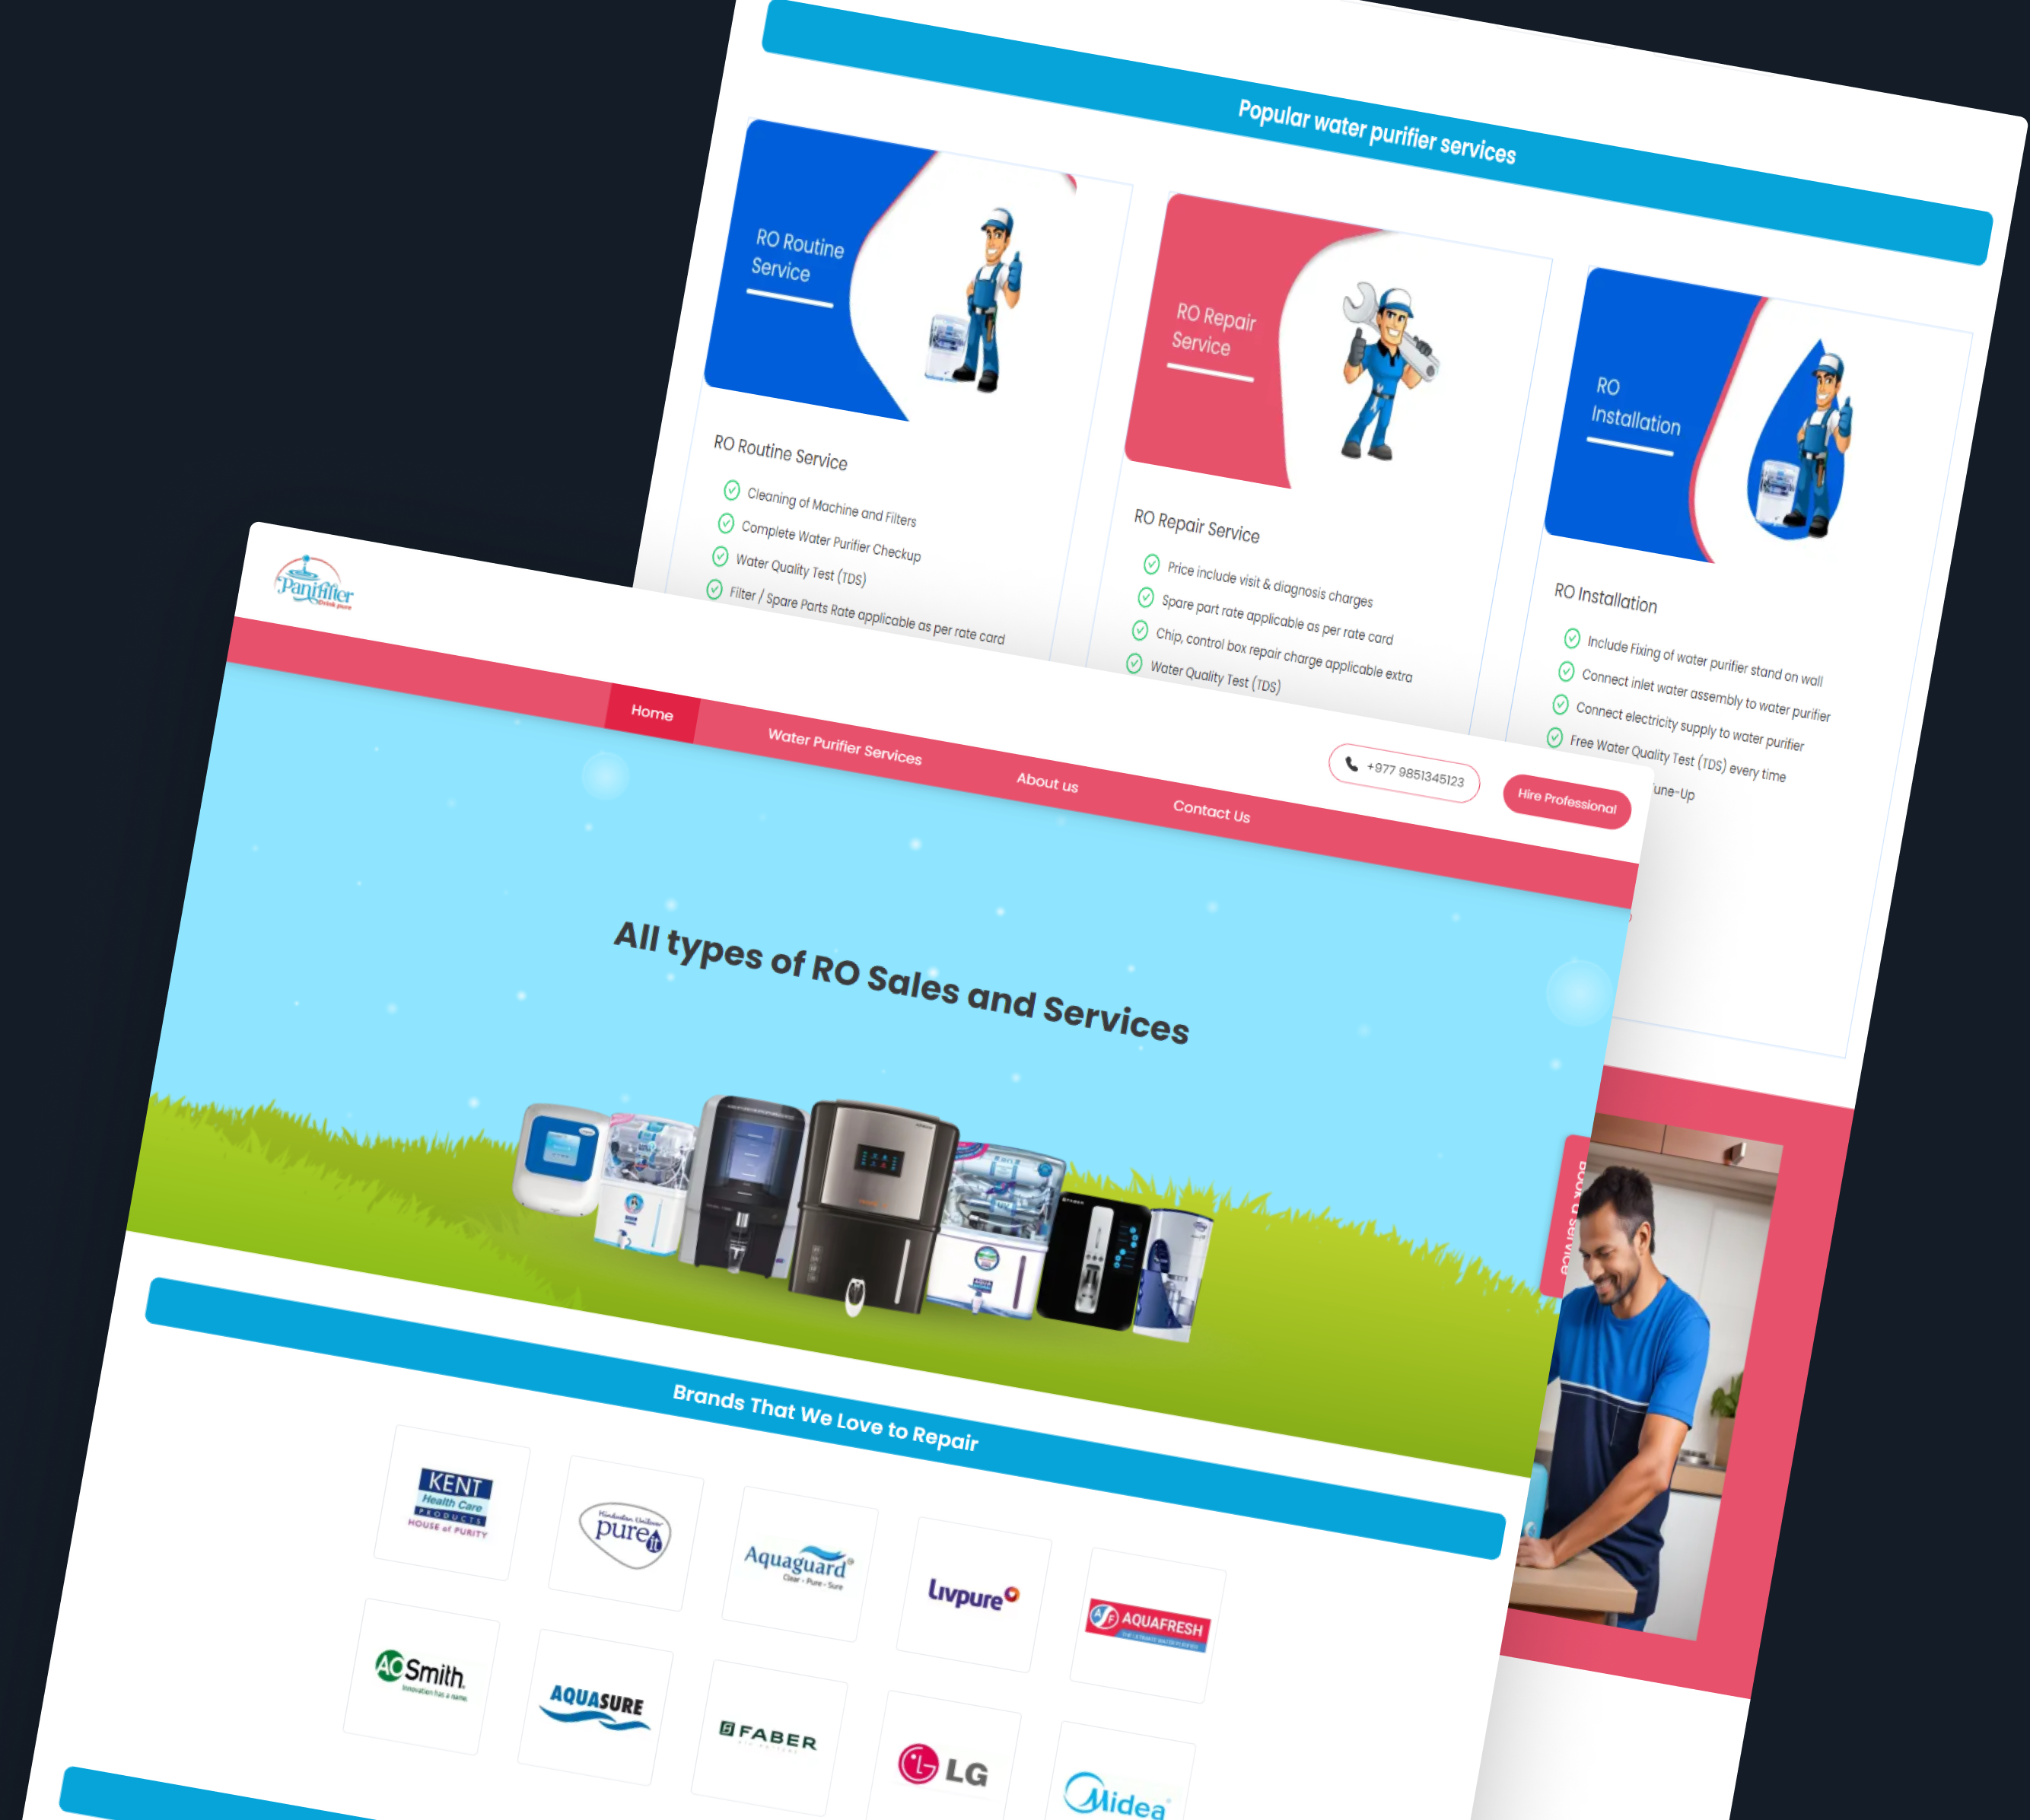 Popular water purifier services
RO Routine
Service
RO Repair
Service
RO
Installation
RO Routine Service
Cleaning of Machine and Filters
Complete Water Purifier Checkup
Water Quality Test (TDS)
Filter / Spare Parts Rate applicable as per rate card
RO Repair Service
Price include visit & diagnosis charges
Spare part rate applicable as per rate card
Chip, control box repair charge applicable extra
Water Quality Test (TDS)
RO Installation
Include Fixing of water purifier stand on wall
Connect inlet water assembly to water purifier
Connect electricity supply to water purifier
Free Water Quality Test (TDS) every time
Tune-Up
Panifilter
Drink pure
+977 9851345123
Hire Professional
Home
Water Purifier Services
About us
Contact Us
All types of RO Sales and Services
FABER
Book a service
Brands That We Love to Repair
KENT
Health Care
PRODUCTS
HOUSE of PURITY
Hindustan Unilever
pureit
Aquaguard®
Clear - Pure - Sure
Livpure
AF AQUAFRESH
AO Smith.
Innovation has a name.
AQUASURE
FABER
LG
Midea